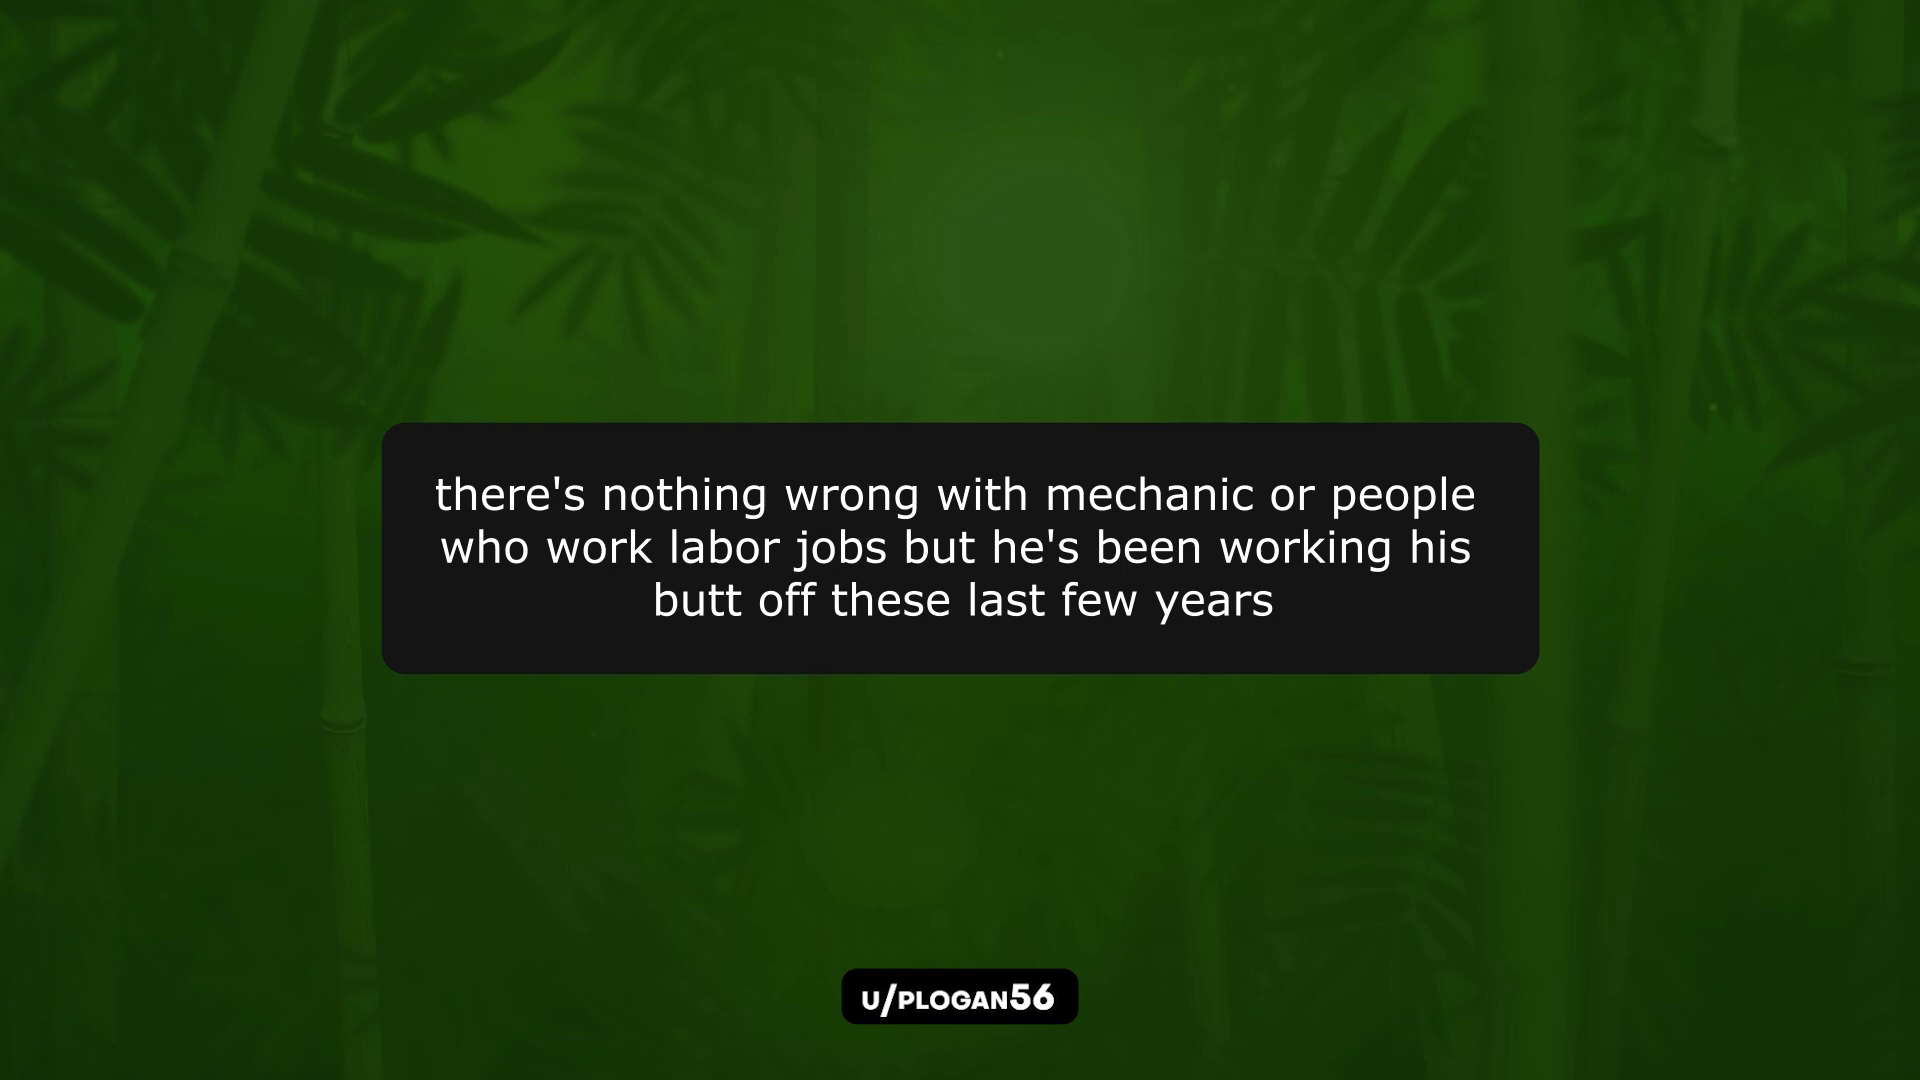 there's nothing wrong with mechanic or people
who work labor jobs but he's been working his
butt off these last few years
U/PLOGAN56